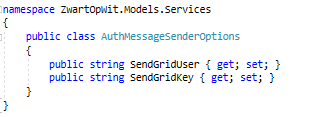 namespace ZwartOpWit.Models.Services
{
    public class AuthMessageSenderOptions
    {
        public string SendGridUser { get; set; }
        public string SendGridKey { get; set; }
    }
}